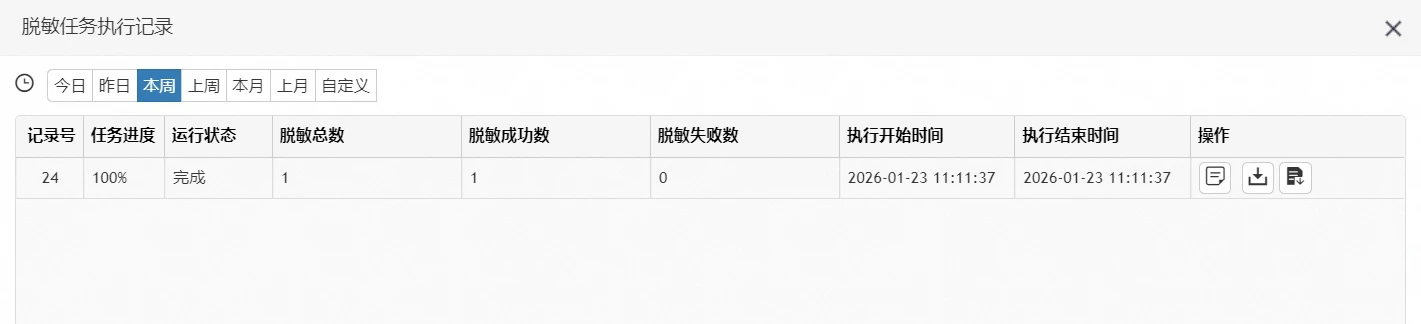 脱敏任务执行记录
今日 昨日 本周 上周 本月 上月 自定义
记录号 任务进度 运行状态 脱敏总数 脱敏成功数 脱敏失败数 执行开始时间 执行结束时间 操作
24 100% 完成 1 1 0 2026-01-23 11:11:37 2026-01-23 11:11:37